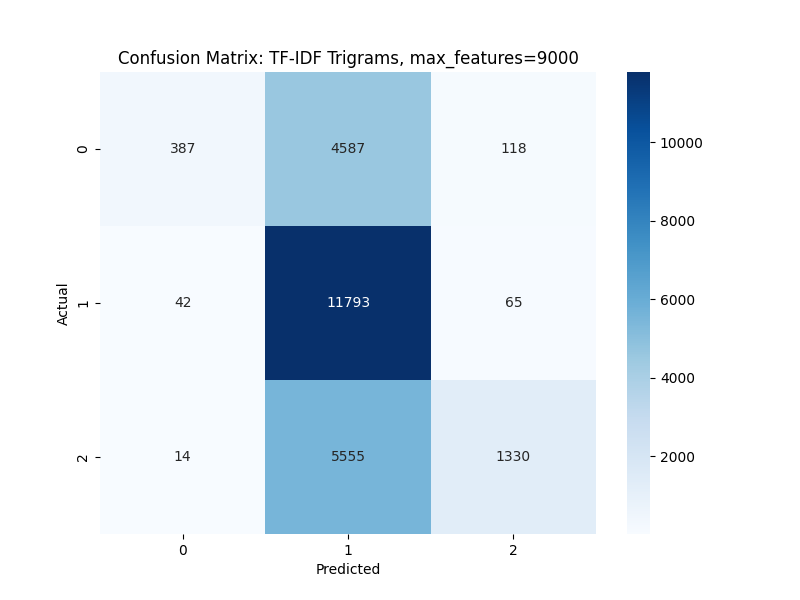 Confusion Matrix: TF-IDF Trigrams, max_features=9000
0 387 4587 118
1 42 11793 65
2 14 5555 1330
0 1 2
Predicted
Actual
10000
8000
6000
4000
2000